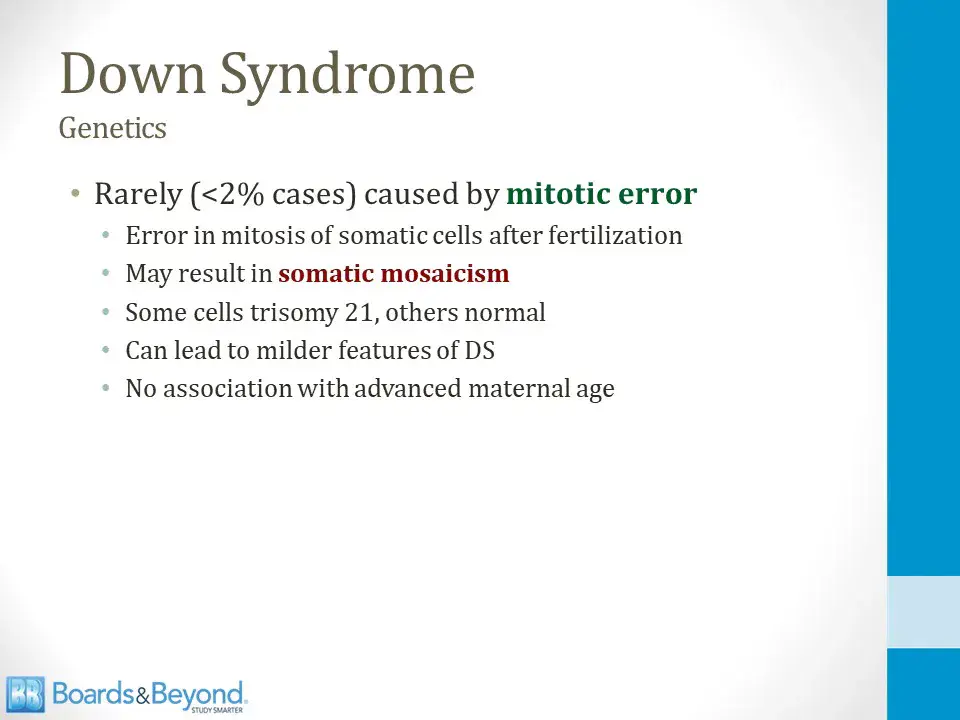 Down Syndrome
Genetics
• Rarely (<2% cases) caused by mitotic error
• Error in mitosis of somatic cells after fertilization
• May result in somatic mosaicism
• Some cells trisomy 21, others normal
• Can lead to milder features of DS
• No association with advanced maternal age
BB Boards&Beyond.
STUDY SMARTER